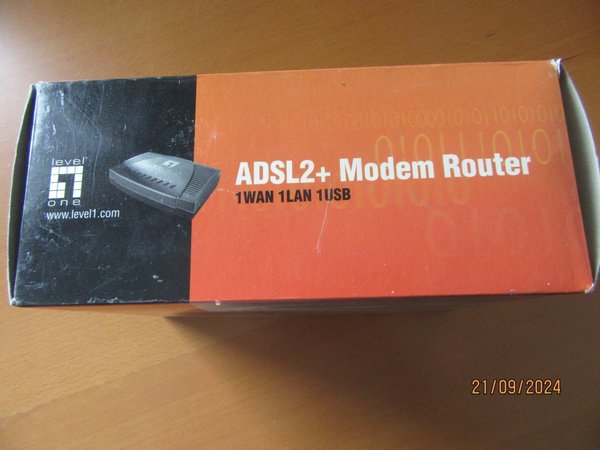 level
one
www.level1.com
ADSL2+ Modem Router
1WAN 1LAN 1USB
21/09/2024